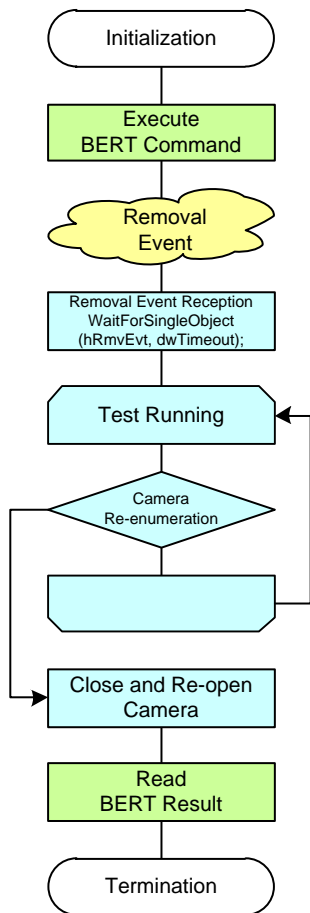 Initialization
Execute
BERT Command
Removal
Event
Removal Event Reception
WaitForSingleObject
(hRmvEvt, dwTimeout);
Test Running
Camera
Re-enumeration
Close and Re-open
Camera
Read
BERT Result
Termination